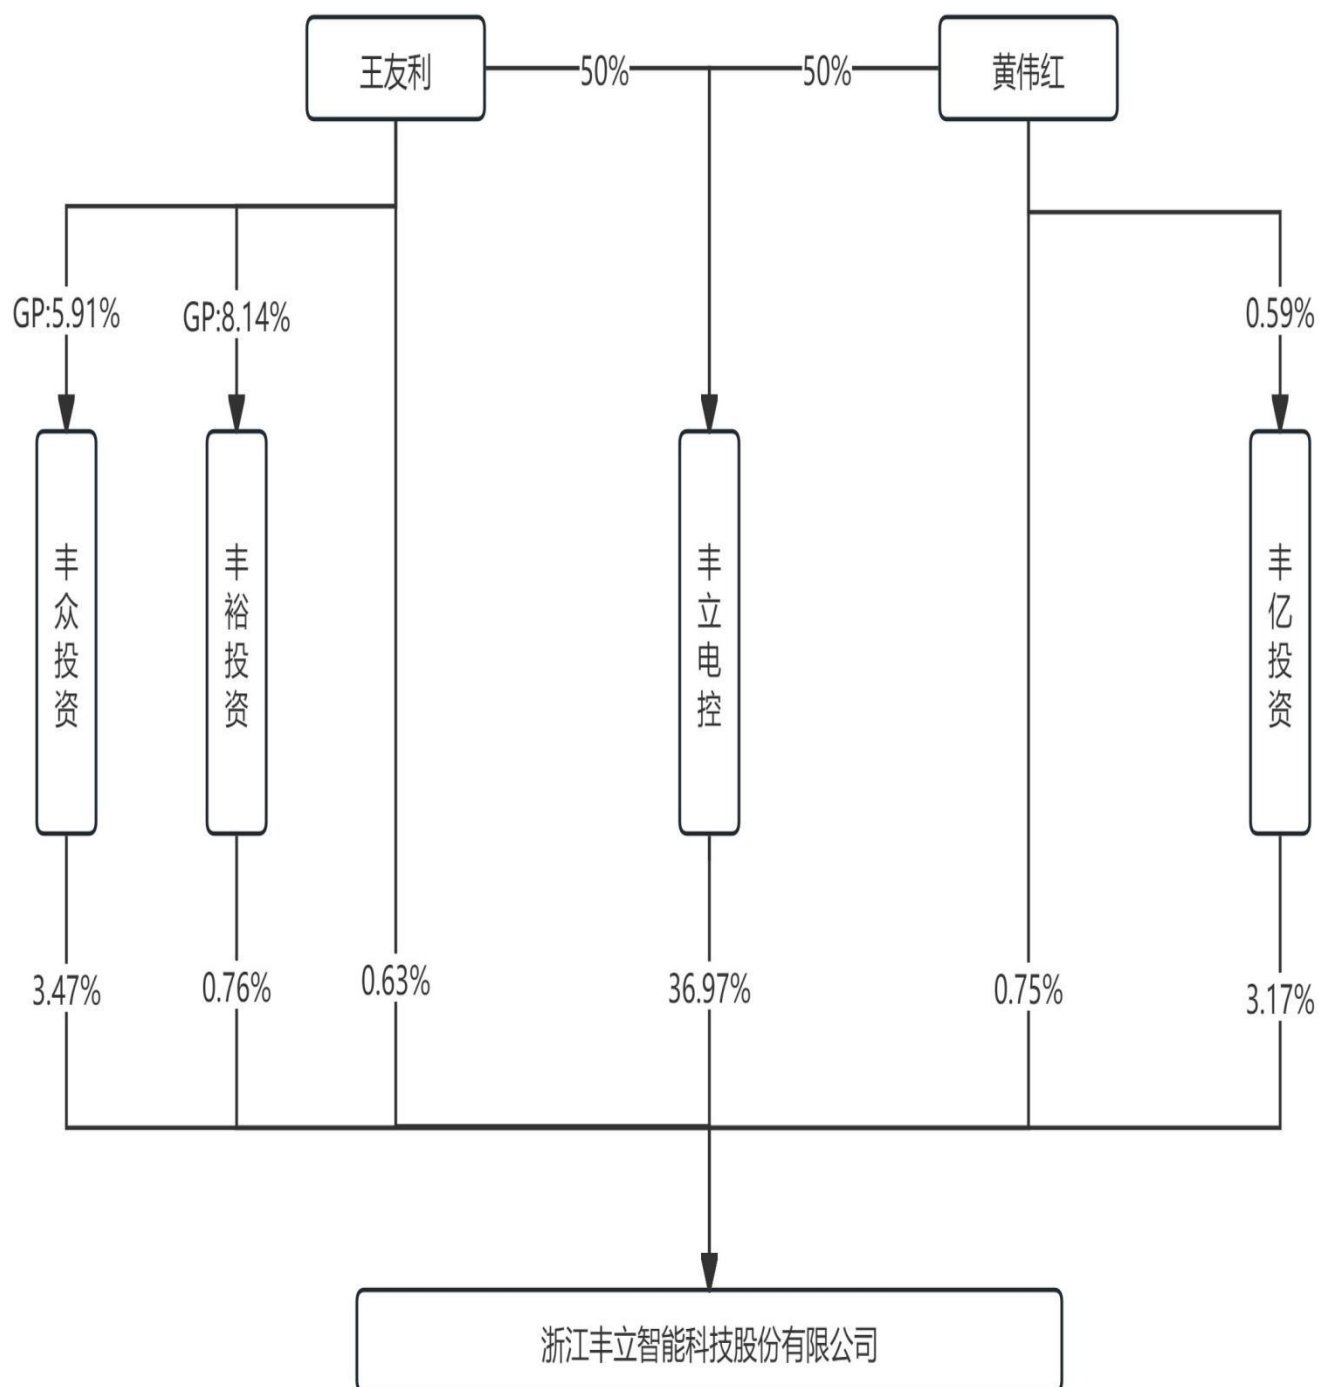 王友利
50%
50%
黄伟红
GP:5.91%
GP:8.14%
0.59%
丰众投资
丰裕投资
丰立电控
丰亿投资
3.47%
0.76%
0.63%
36.97%
0.75%
3.17%
浙江丰立智能科技股份有限公司